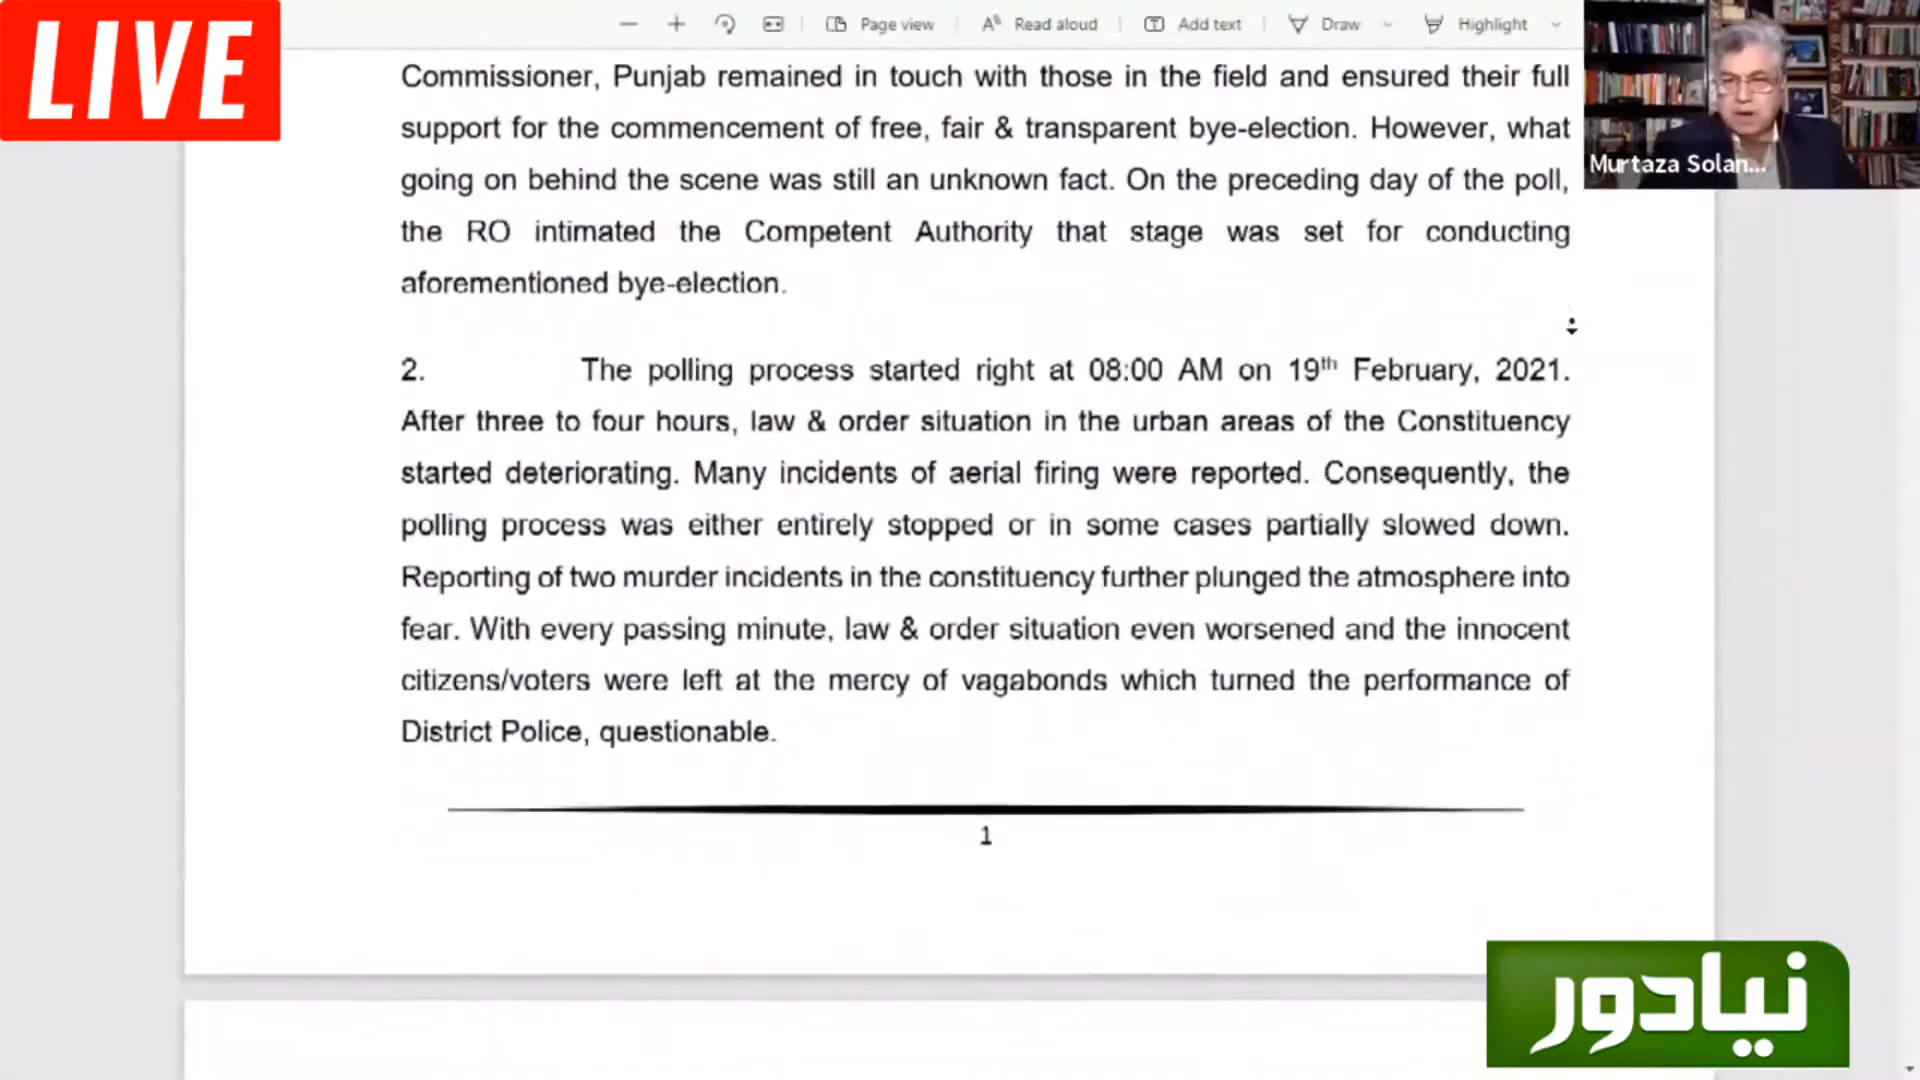 LIVE
Page view
Read aloud
Add text
Draw
Highlight
Murtaza Solan...
Commissioner, Punjab remained in touch with those in the field and ensured their full
support for the commencement of free, fair & transparent bye-election. However, what
going on behind the scene was still an unknown fact. On the preceding day of the poll,
the RO intimated the Competent Authority that stage was set for conducting
aforementioned bye-election.
2. The polling process started right at 08:00 AM on 19th February, 2021.
After three to four hours, law & order situation in the urban areas of the Constituency
started deteriorating. Many incidents of aerial firing were reported. Consequently, the
polling process was either entirely stopped or in some cases partially slowed down.
Reporting of two murder incidents in the constituency further plunged the atmosphere into
fear. With every passing minute, law & order situation even worsened and the innocent
citizens/voters were left at the mercy of vagabonds which turned the performance of
District Police, questionable.
1
نیادور